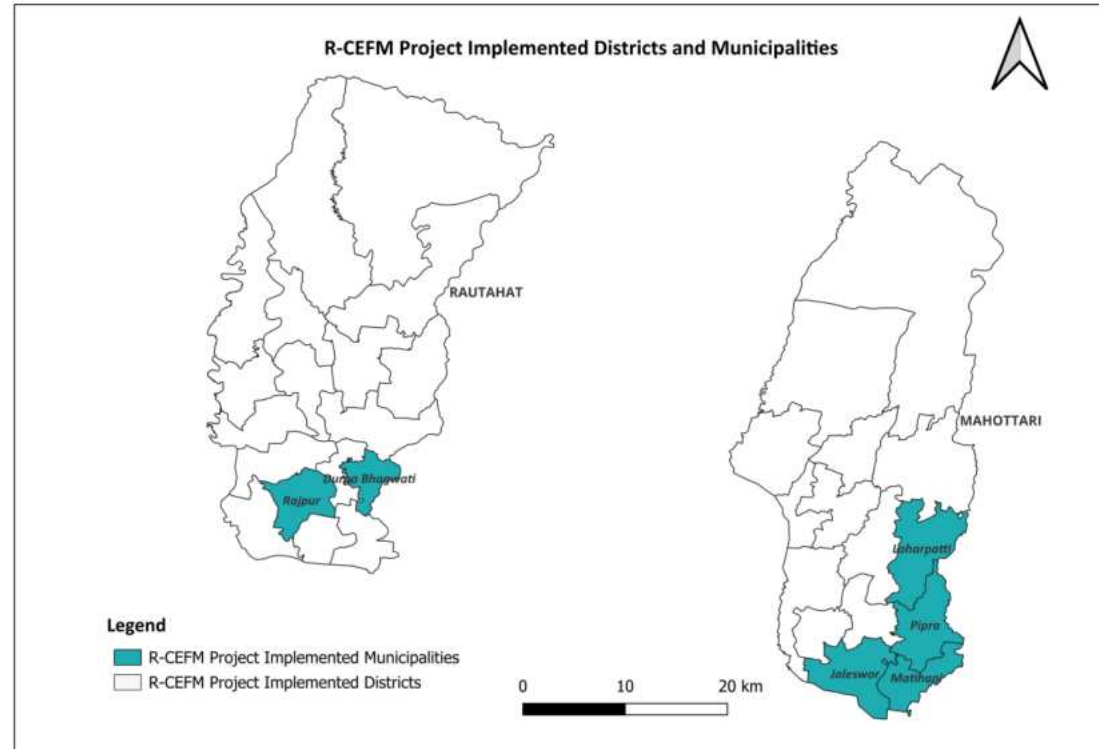 R-CEFM Project Implemented Districts and Municipalities
RAUTAHAT
MAHOTTARI
Durga Bhagwati
Rajpur
Loharpatti
Pipra
Jaleswor
Matihani
Legend
R-CEFM Project Implemented Municipalities
R-CEFM Project Implemented Districts
0 10 20 km